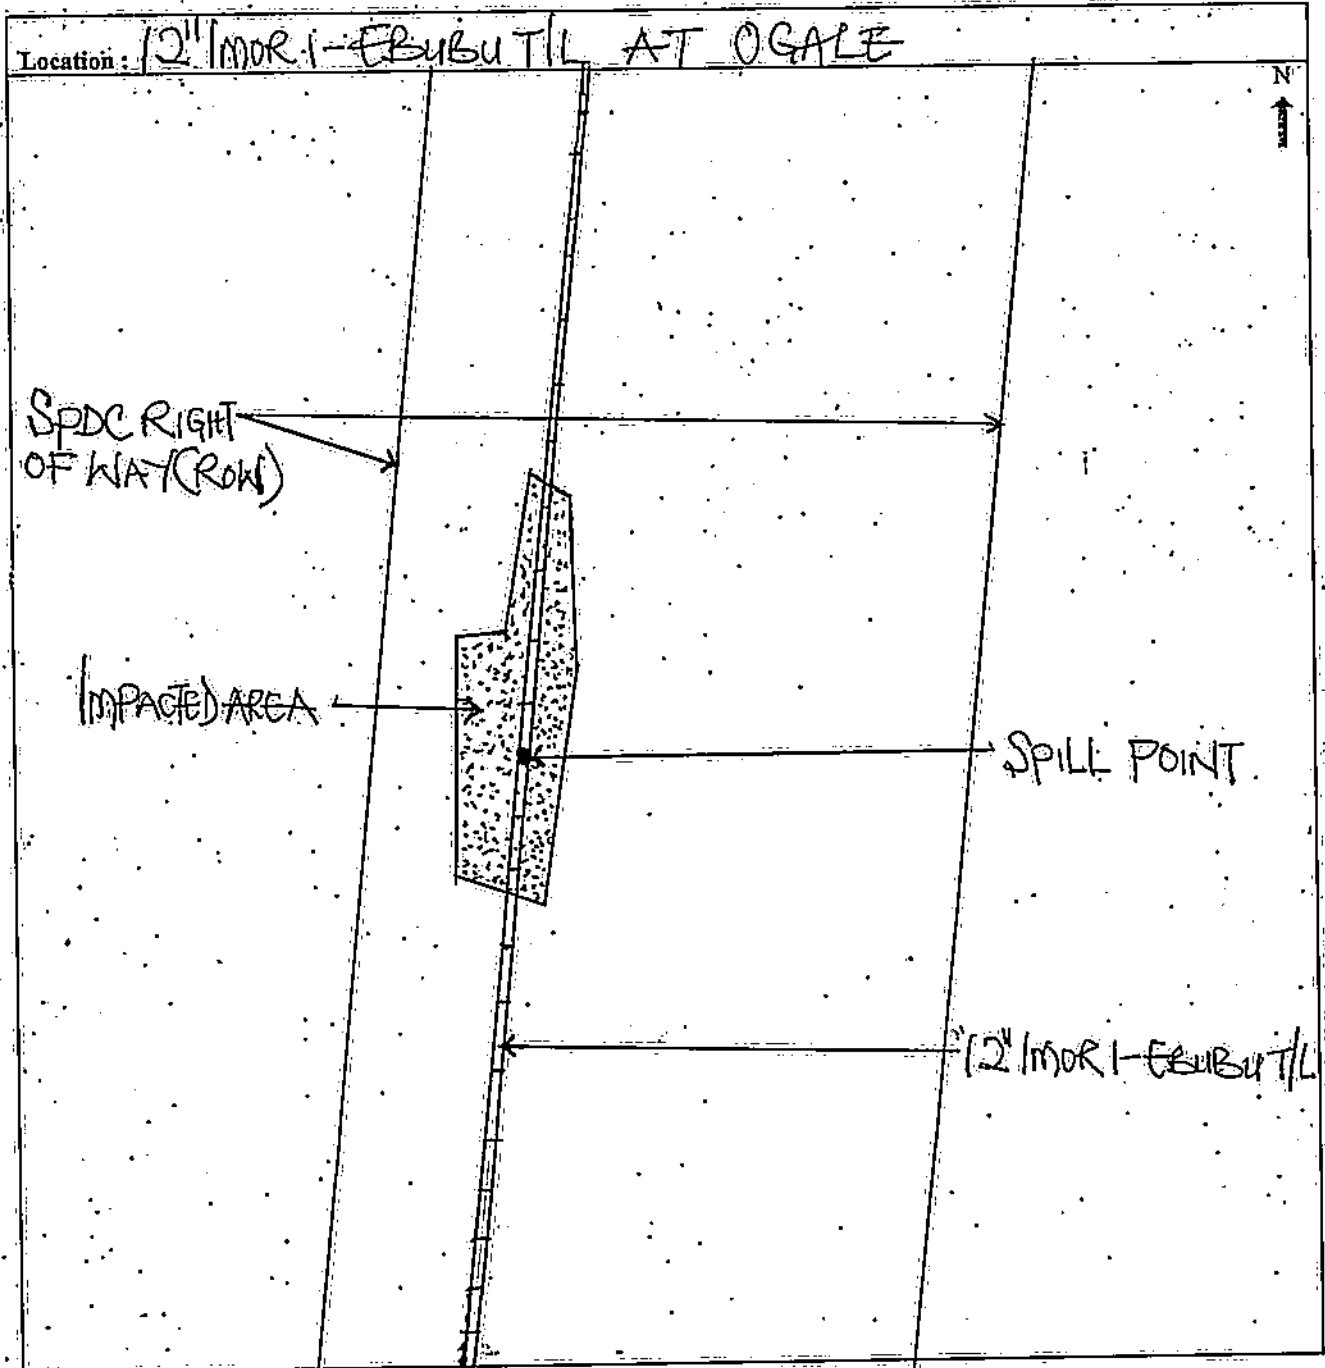 Location : 12" IMOR 1-EBUBU T/L AT OGALE
N
SPDC RIGHT
OF WAY (ROW)
IMPACTED AREA
SPILL POINT
12" IMOR 1-EBUBU T/L